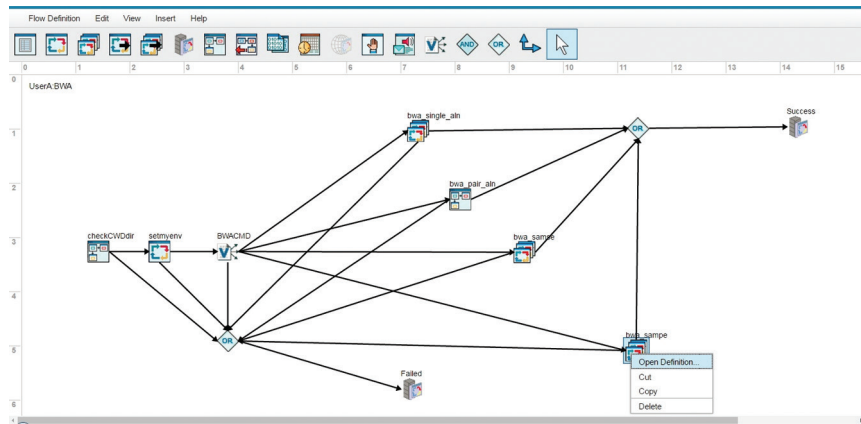 Flow Definition Edit View Insert Help
AND OR
0 1 2 3 4 5 6 7 8 9 10 11 12 13 14 15
0
UserA:BWA
Success
bwa_single_aln
1
OR
2
bwa_pair_aln
checkCWDdir setmyenv BWACMD bwa_samse
3
4
bwa_sampe
OR
5
Open Definition...
Failed
Cut
Copy
6
Delete